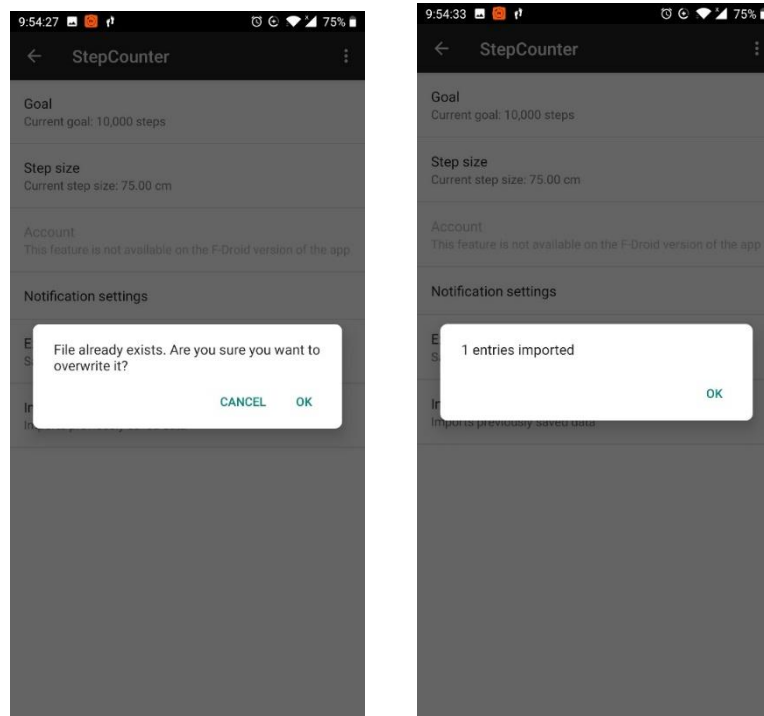 9:54:27
75%
StepCounter
Goal
Current goal: 10,000 steps
Step size
Current step size: 75.00 cm
Account
This feature is not available on the F-Droid version of the app
Notification settings
E
S
File already exists. Are you sure you want to
overwrite it?
CANCEL OK
9:54:33
75%
StepCounter
Goal
Current goal: 10,000 steps
Step size
Current step size: 75.00 cm
Account
This feature is not available on the F-Droid version of the app
Notification settings
E
S
1 entries imported
OK
Imports previously saved data